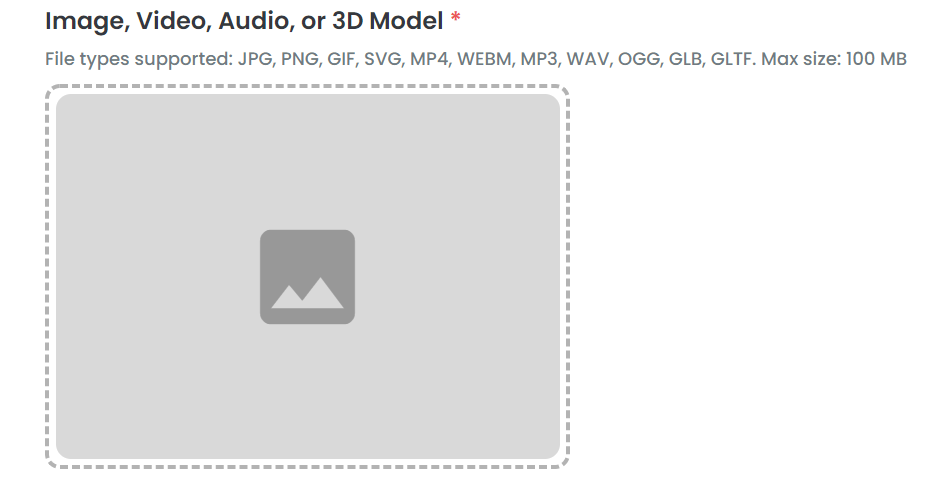 Image, Video, Audio, or 3D Model *
File types supported: JPG, PNG, GIF, SVG, MP4, WEBM, MP3, WAV, OGG, GLB, GLTF. Max size: 100 MB